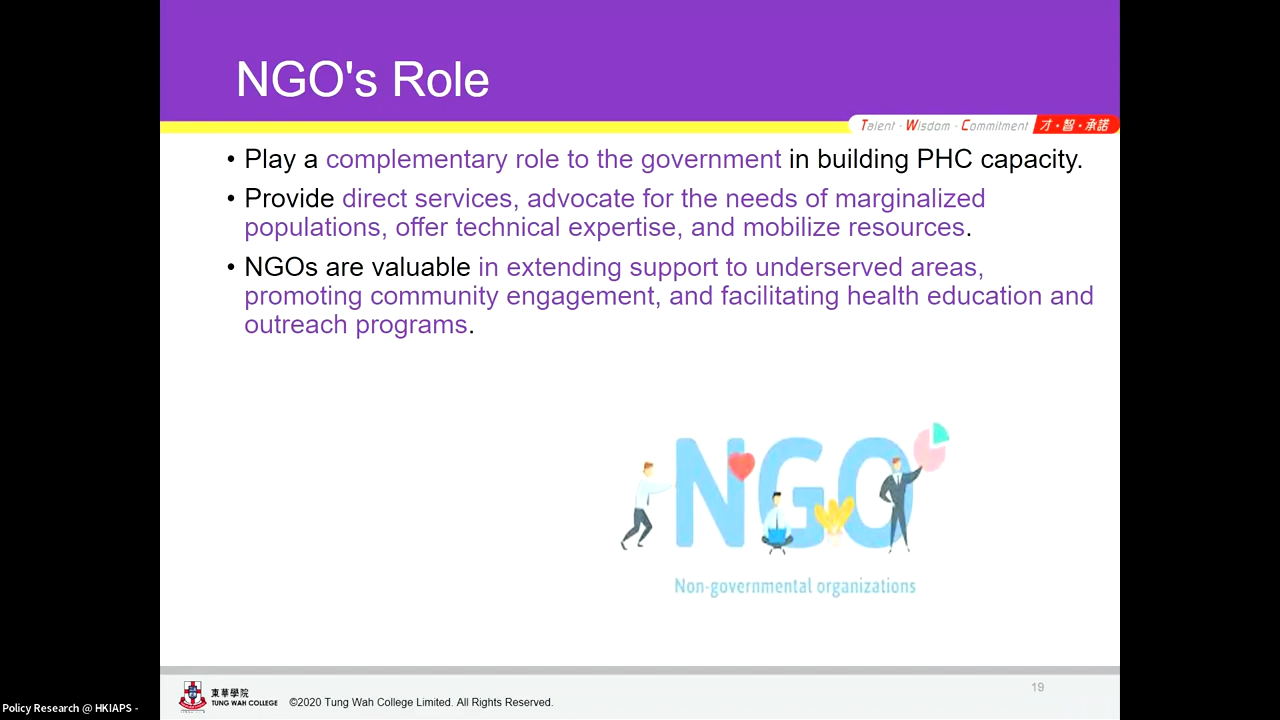 NGO's Role
Talent · Wisdom · Commitment 才・智・承諾
• Play a complementary role to the government in building PHC capacity.
• Provide direct services, advocate for the needs of marginalized
populations, offer technical expertise, and mobilize resources.
• NGOs are valuable in extending support to underserved areas,
promoting community engagement, and facilitating health education and
outreach programs.
NGO
Non-governmental organizations
19
東華學院
TUNG WAH COLLEGE
©2020 Tung Wah College Limited. All Rights Reserved.
Policy Research @ HKIAPS -